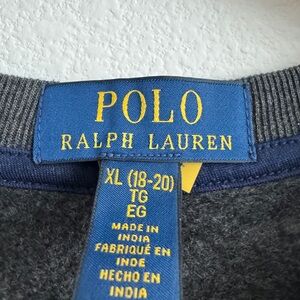 POLO
RALPH LAUREN
XL (18-20)
TG
EG
MADE IN
INDIA
FABRIQUÉ EN
INDE
HECHO EN
INDIA